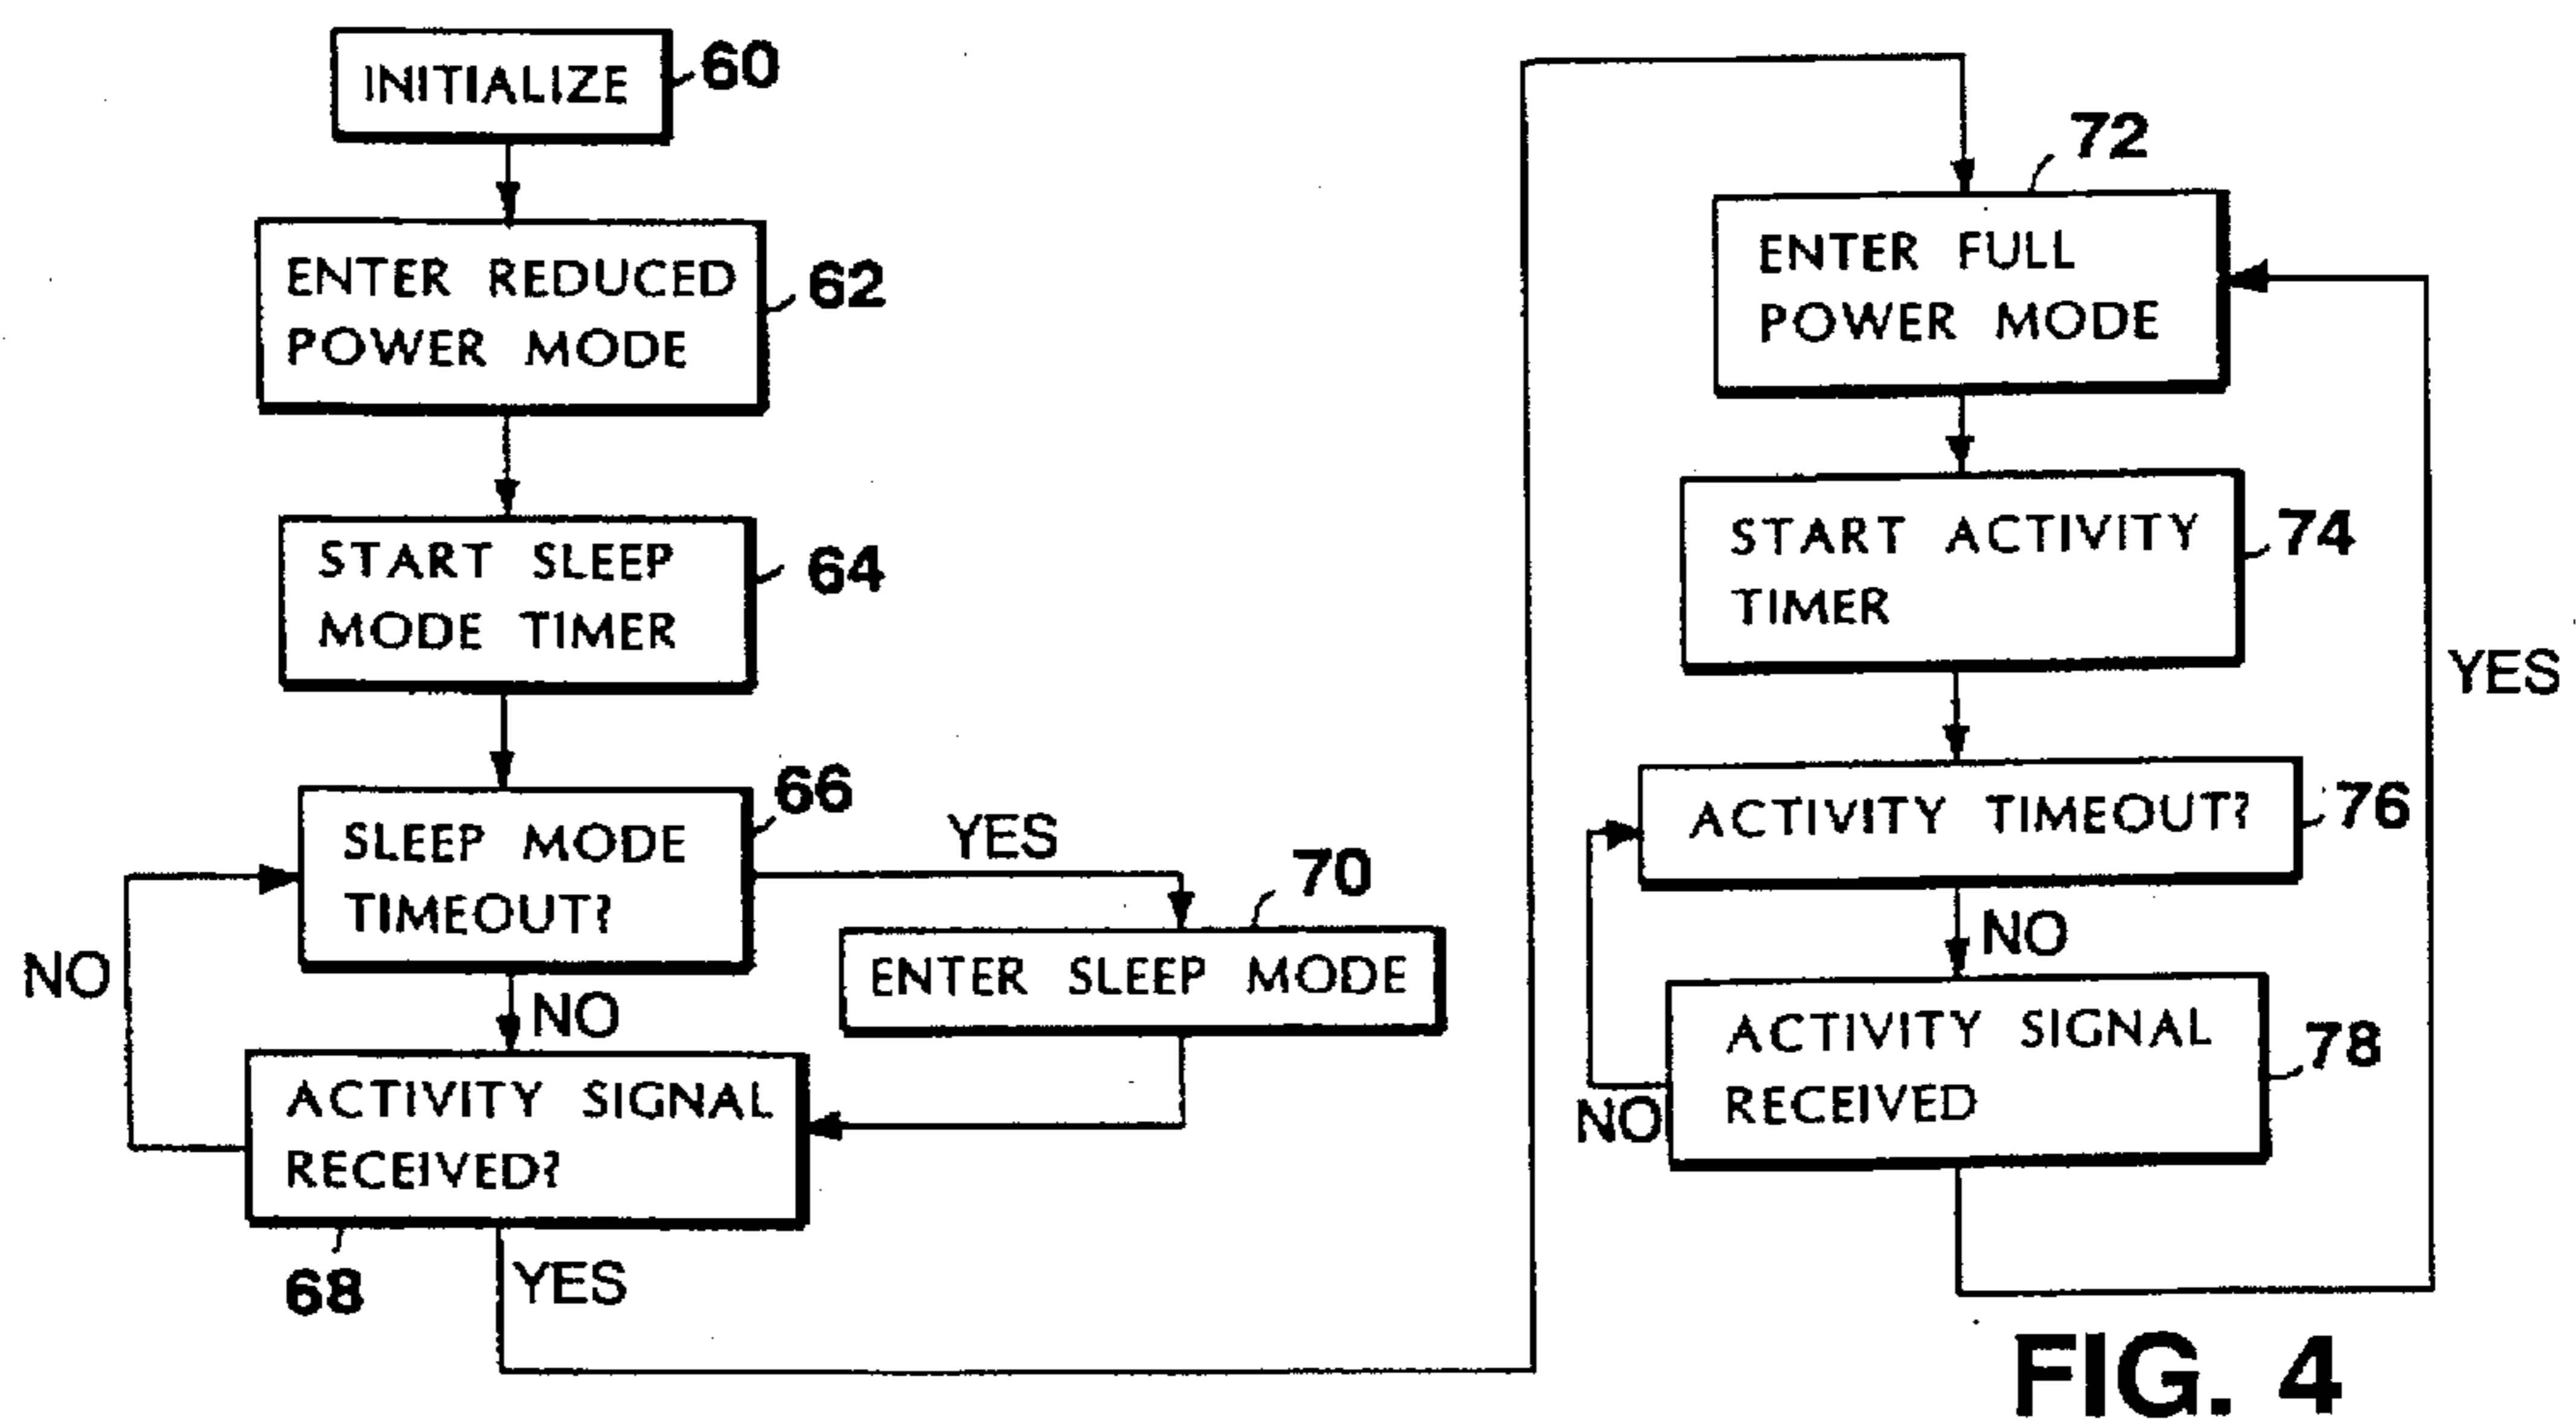 INITIALIZE
60
ENTER REDUCED
POWER MODE
62
START SLEEP
MODE TIMER
64
SLEEP MODE
TIMEOUT?
66
YES
NO
NO
70
ENTER SLEEP MODE
ACTIVITY SIGNAL
RECEIVED?
68
YES
72
ENTER FULL
POWER MODE
START ACTIVITY
TIMER
74
YES
ACTIVITY TIMEOUT?
76
NO
ACTIVITY SIGNAL
RECEIVED
78
NO
FIG. 4